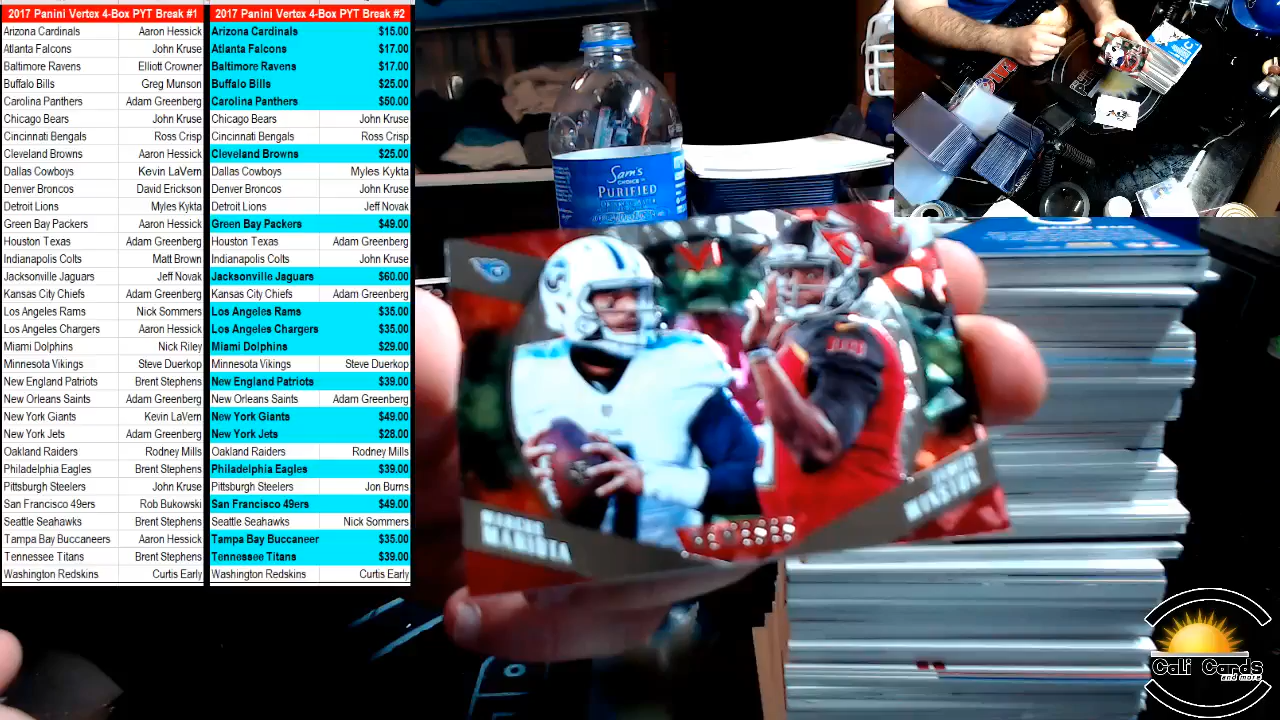 2017 Panini Vertex 4-Box PYT Break #1
Arizona Cardinals Aaron Hessick
Atlanta Falcons John Kruse
Baltimore Ravens Elliott Crowner
Buffalo Bills Greg Munson
Carolina Panthers Adam Greenberg
Chicago Bears John Kruse
Cincinnati Bengals Ross Crisp
Cleveland Browns Aaron Hessick
Dallas Cowboys Kevin LaVern
Denver Broncos David Erickson
Detroit Lions Myles Kykta
Green Bay Packers Aaron Hessick
Houston Texas Adam Greenberg
Indianapolis Colts Matt Brown
Jacksonville Jaguars Jeff Novak
Kansas City Chiefs Adam Greenberg
Los Angeles Rams Nick Sommers
Los Angeles Chargers Aaron Hessick
Miami Dolphins Nick Riley
Minnesota Vikings Steve Duerkop
New England Patriots Brent Stephens
New Orleans Saints Adam Greenberg
New York Giants Kevin LaVern
New York Jets Adam Greenberg
Oakland Raiders Rodney Mills
Philadelphia Eagles Brent Stephens
Pittsburgh Steelers John Kruse
San Francisco 49ers Rob Bukowski
Seattle Seahawks Brent Stephens
Tampa Bay Buccaneers Aaron Hessick
Tennessee Titans Brent Stephens
Washington Redskins Curtis Early
2017 Panini Vertex 4-Box PYT Break #2
Arizona Cardinals $15.00
Atlanta Falcons $17.00
Baltimore Ravens $17.00
Buffalo Bills $25.00
Carolina Panthers $50.00
Chicago Bears John Kruse
Cincinnati Bengals Ross Crisp
Cleveland Browns $25.00
Dallas Cowboys Myles Kykta
Denver Broncos John Kruse
Detroit Lions Jeff Novak
Green Bay Packers $49.00
Houston Texas Adam Greenberg
Indianapolis Colts John Kruse
Jacksonville Jaguars $60.00
Kansas City Chiefs Adam Greenberg
Los Angeles Rams $35.00
Los Angeles Chargers $35.00
Miami Dolphins $29.00
Minnesota Vikings Steve Duerkop
New England Patriots $39.00
New Orleans Saints Adam Greenberg
New York Giants $49.00
New York Jets $28.00
Oakland Raiders Rodney Mills
Philadelphia Eagles $39.00
Pittsburgh Steelers Jon Burns
San Francisco 49ers $49.00
Seattle Seahawks Nick Sommers
Tampa Bay Buccaneer $35.00
Tennessee Titans $39.00
Washington Redskins Curtis Early
Sam's
CHOICE
PURIFIED
MARCUS
MARIOTA
Cali Cards
and more